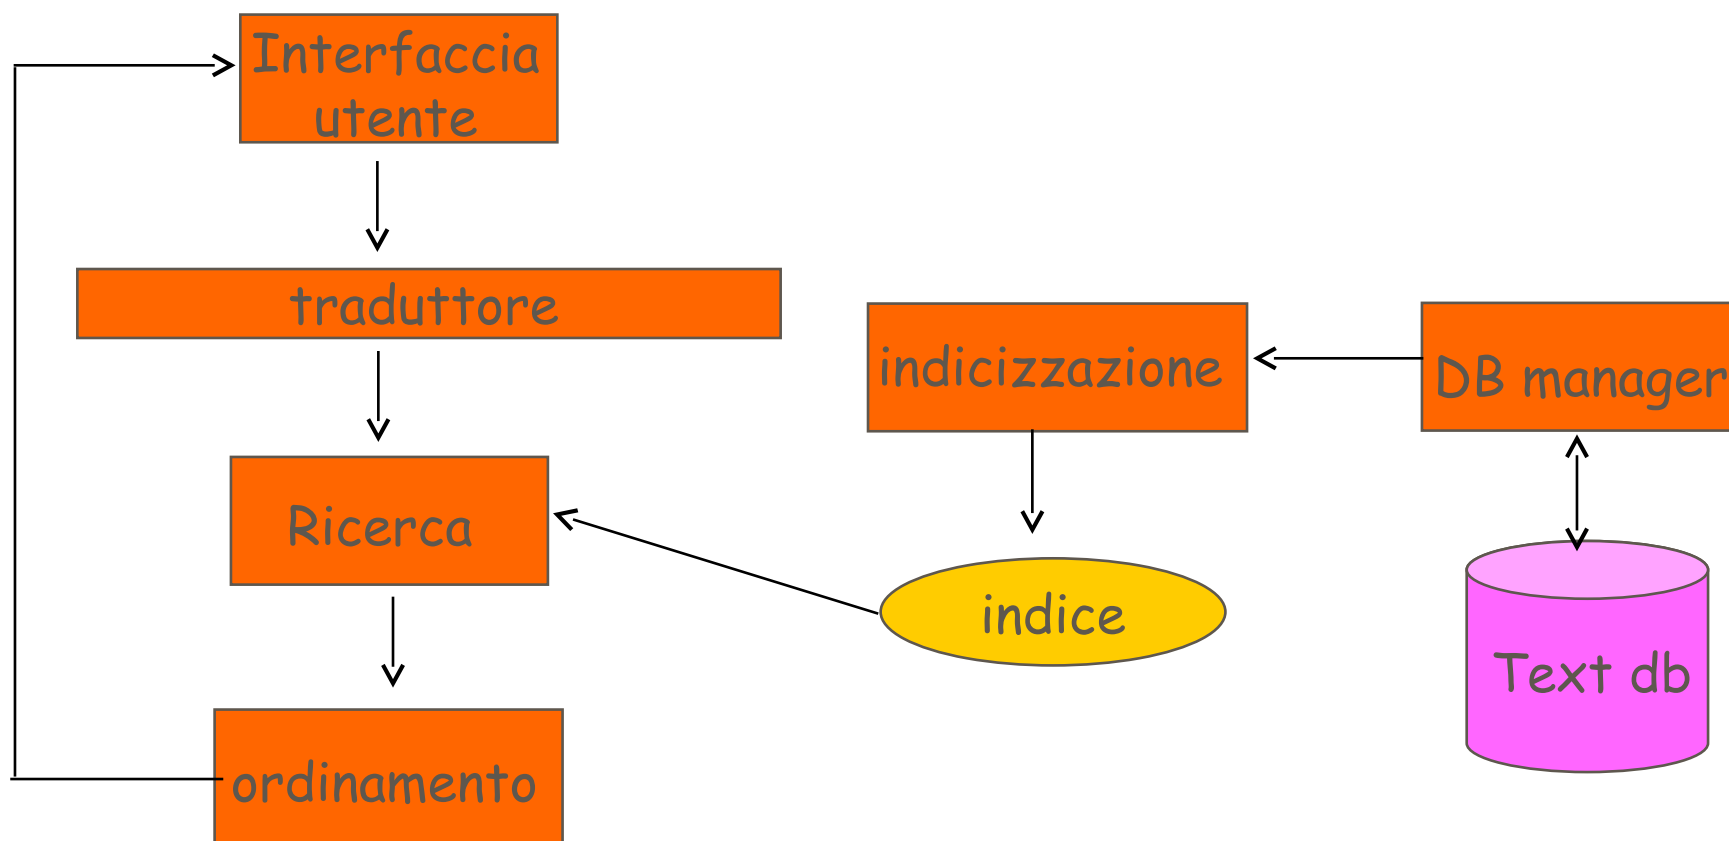 Interfaccia
utente
traduttore
indicizzazione
DB manager
Ricerca
indice
Text db
ordinamento